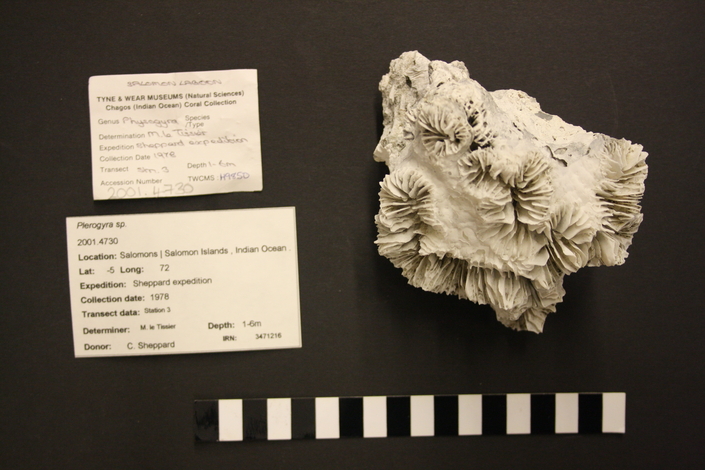 SALOMON LAGOON
TYNE & WEAR MUSEUMS (Natural Sciences)
Chagos (Indian Ocean) Coral Collection
Genus Physogyra Species /Type
Determination M. le Tissier
Expedition Sheppard expedition
Collection Date 1978
Transect Stn. 3 Depth 1-6m
Accession Number TWCMS
2001.4730
Plerogyra sp.
2001.4730
Location: Salomons | Salomon Islands , Indian Ocean .
Lat: -5 Long: 72
Expedition: Sheppard expedition
Collection date: 1978
Transect data: Station 3
Determiner: M. le Tissier Depth: 1-6m
Donor: C. Sheppard IRN: 3471216